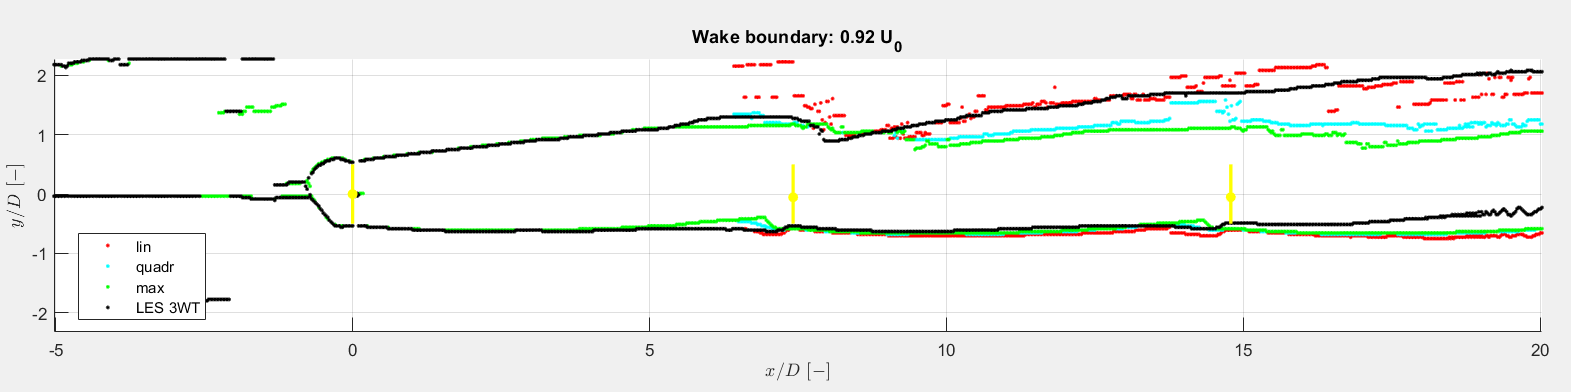 Wake boundary: 0.92 U0
2
1
0
-1
-2
y/D [−]
lin
quadr
max
LES 3WT
-5
0
5
10
15
20
x/D [−]